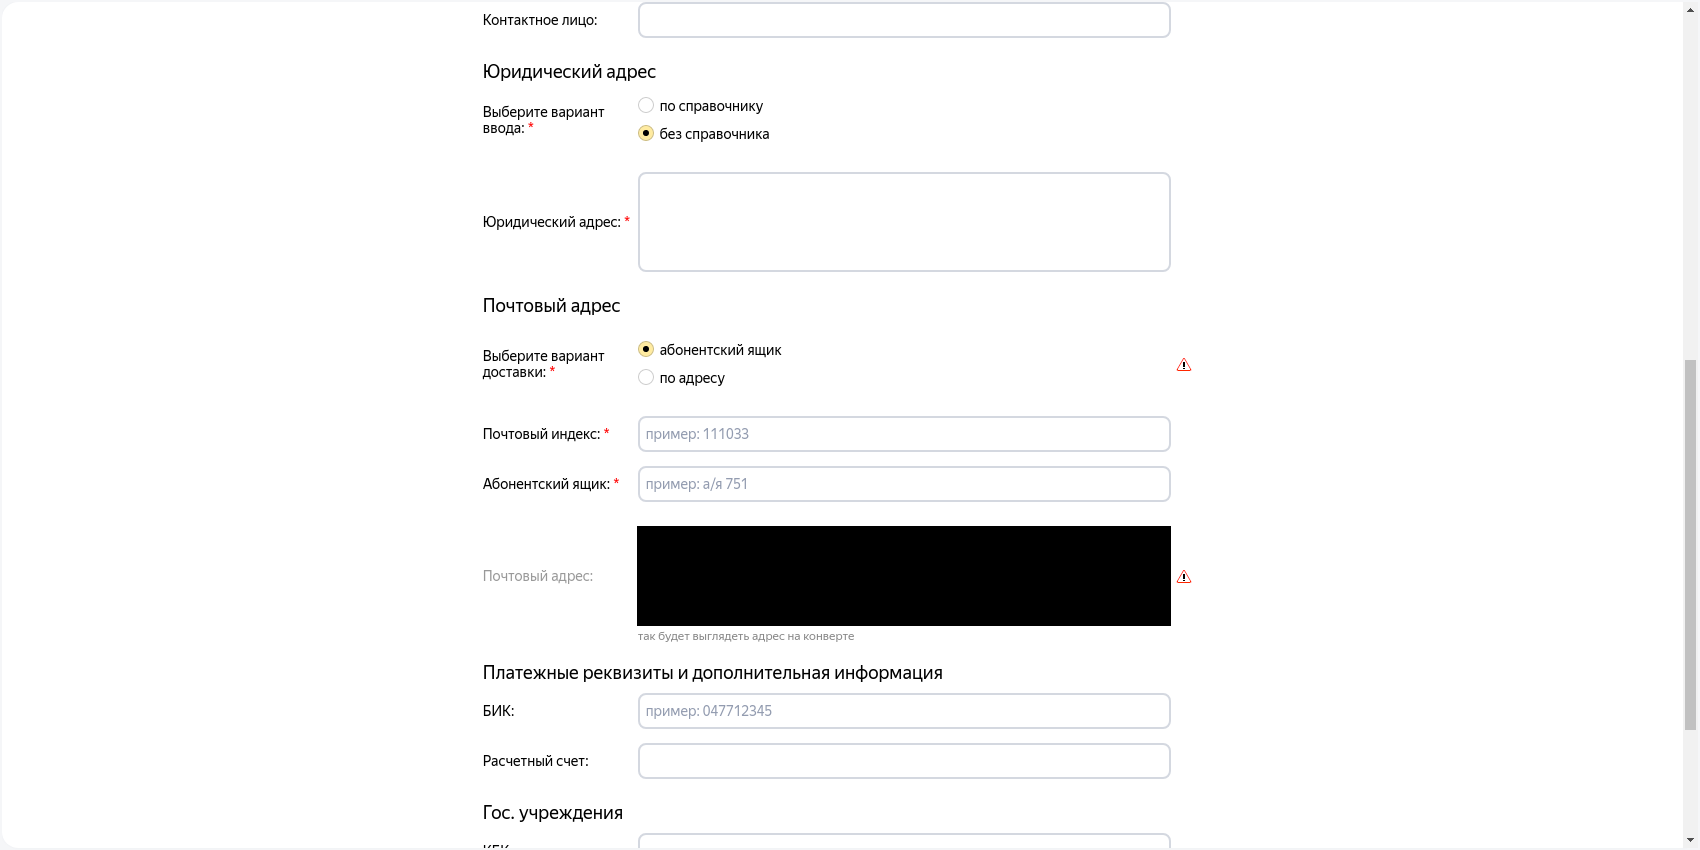 Контактное лицо:
Юридический адрес
Выберите вариант
ввода: *
по справочнику
без справочника
Юридический адрес: *
Почтовый адрес
Выберите вариант
доставки: *
абонентский ящик
по адресу
Почтовый индекс: *
пример: 111033
Абонентский ящик: *
пример: а/я 751
Почтовый адрес:
так будет выглядеть адрес на конверте
Платежные реквизиты и дополнительная информация
БИК:
пример: 047712345
Расчетный счет:
Гос. учреждения